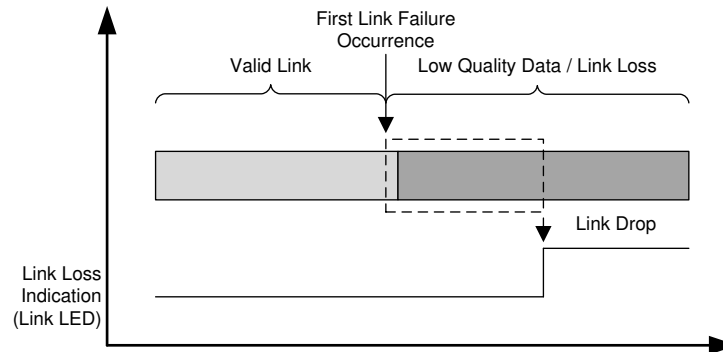 First Link Failure
Occurrence
Valid Link
Low Quality Data / Link Loss
Link Drop
Link Loss
Indication
(Link LED)